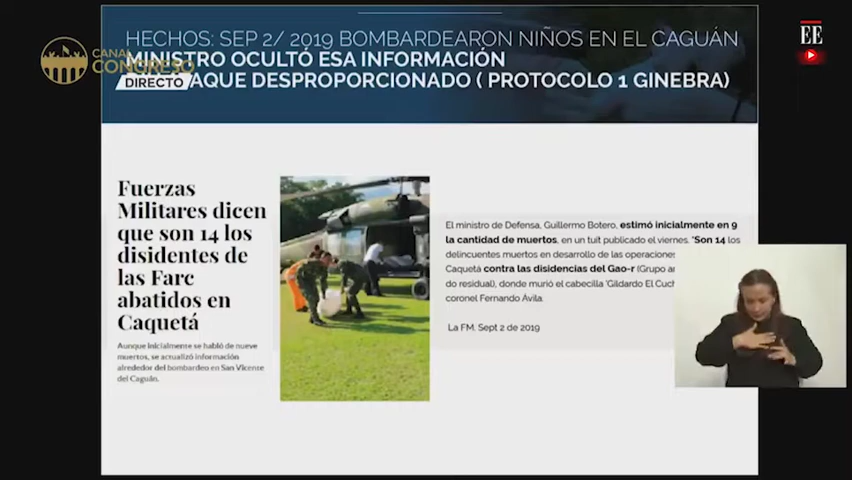 HECHOS: SEP 2/ 2019 BOMBARDEARON NIÑOS EN EL CAGUÁN
MINISTRO OCULTÓ ESA INFORMACIÓN
AQUE DESPROPORCIONADO ( PROTOCOLO 1 GINEBRA)
CANAL
CONGRESO
DIRECTO
EE
Fuerzas
Militares dicen
que son 14 los
disidentes de
las Farc
abatidos en
Caquetá
Aunque inicialmente se habló de nueve
muertos, se actualizó información
alrededor del bombardeo en San Vicente
del Caguán.
El ministro de Defensa, Guillermo Botero, estimó inicialmente en 9
la cantidad de muertos, en un tuit publicado el viernes. "Son 14 los
delincuentes muertos en desarrollo de las operaciones
Caquetá contra las disidencias del Gao-r (Grupo ar
do residual), donde murió el cabecilla 'Gildardo El Cuch
coronel Fernando Ávila.
La FM. Sept 2 de 2019